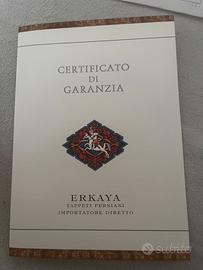 CERTIFICATO
DI
GARANZIA
ERKAYA
TAPPETI PERSIANI
IMPORTATORE DIRETTO
subito